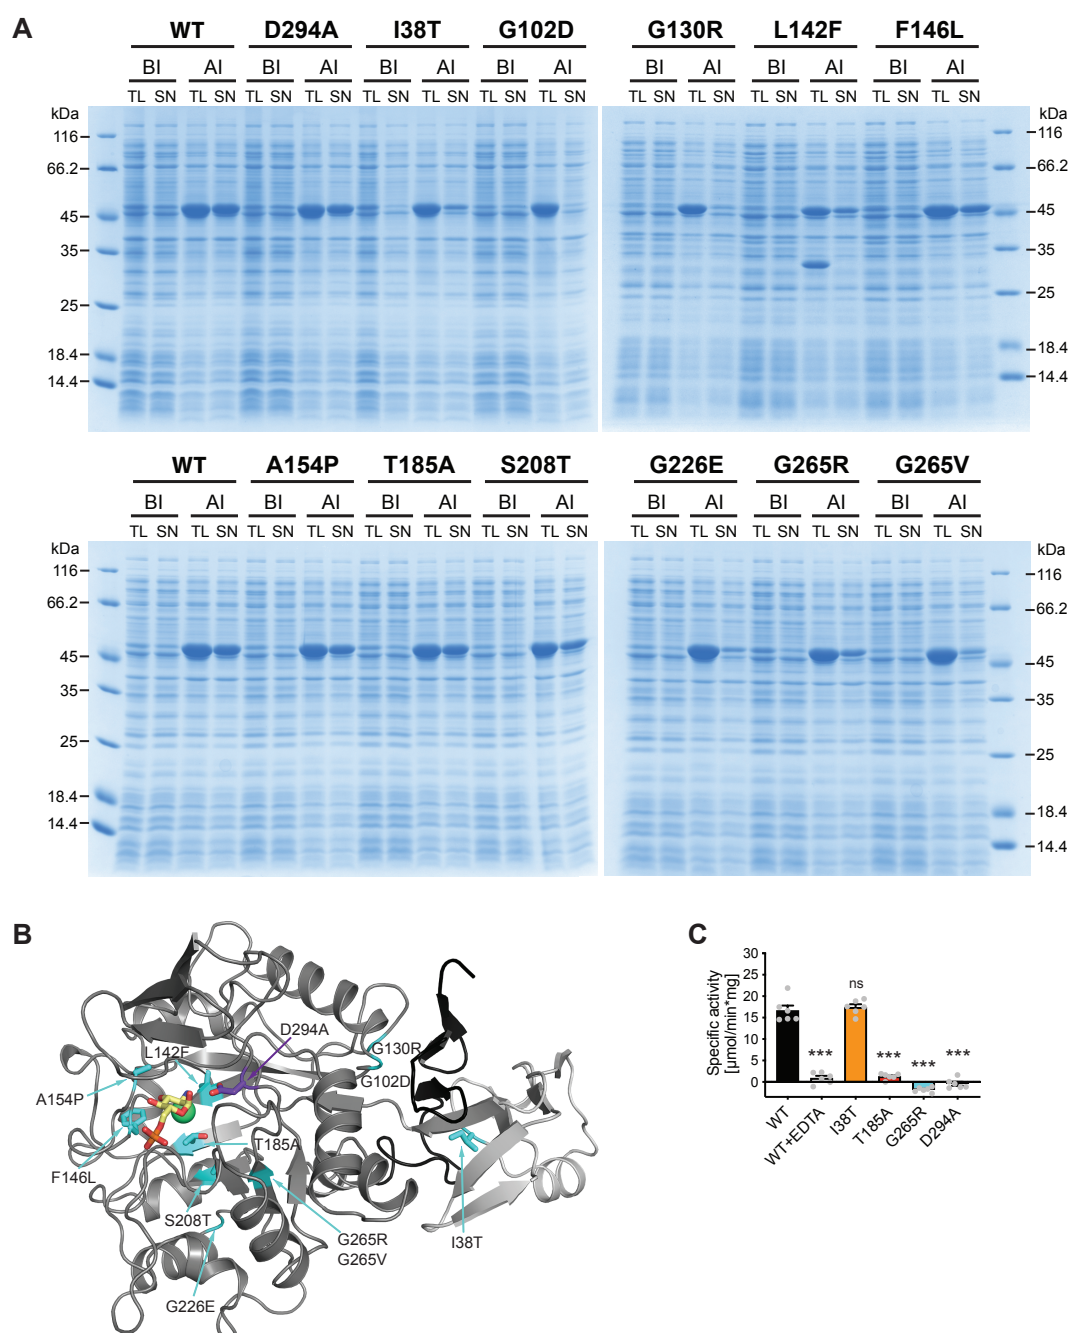 A
WT D294A I38T G102D G130R L142F F146L
BI AI BI AI BI AI BI AI BI AI BI AI BI AI
TL SN TL SN TL SN TL SN TL SN TL SN TL SN TL SN TL SN TL SN TL SN TL SN TL SN TL SN
kDa kDa
116 116
66.2 66.2
45 45
35 35
25 25
18.4 18.4
14.4 14.4
WT A154P T185A S208T G226E G265R G265V
BI AI BI AI BI AI BI AI BI AI BI AI BI AI
TL SN TL SN TL SN TL SN TL SN TL SN TL SN TL SN TL SN TL SN TL SN TL SN TL SN TL SN
kDa kDa
116 116
66.2 66.2
45 45
35 35
25 25
18.4 18.4
14.4 14.4
B
D294A
L142F
G130R
G102D
A154P
T185A
F146L
S208T
G265R
G265V
I38T
G226E
C
Specific activity
[µmol/min*mg]
30
25
20
15
10
5
0
ns
*** *** *** ***
WT WT+EDTA I38T T185A G265R D294A